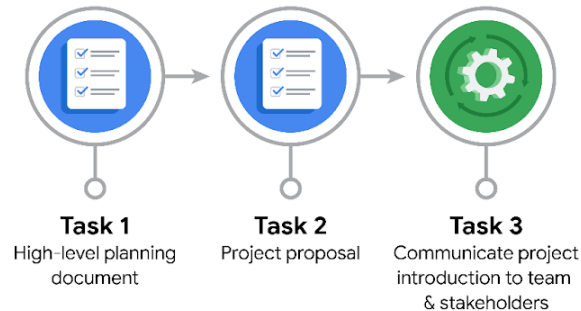 Task 1
High-level planning
document
Task 2
Project proposal
Task 3
Communicate project
introduction to team
& stakeholders